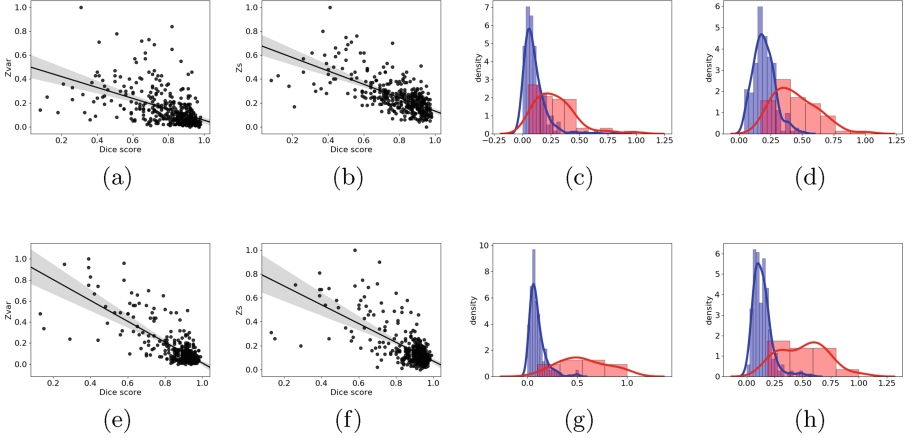 1.0
0.8
0.6
0.4
0.2
0.0
Zvar
0.2 0.4 0.6 0.8 1.0
Dice score
(a)
1.0
0.8
0.6
0.4
0.2
0.0
Zs
0.2 0.4 0.6 0.8 1.0
Dice score
(b)
7
6
5
4
3
2
1
0
density
−0.25 0.00 0.25 0.50 0.75 1.00 1.25
(c)
6
5
4
3
2
1
0
density
0.00 0.25 0.50 0.75 1.00 1.25
(d)
1.0
0.8
0.6
0.4
0.2
0.0
Zvar
0.2 0.4 0.6 0.8 1.0
Dice score
(e)
1.0
0.8
0.6
0.4
0.2
0.0
Zs
0.2 0.4 0.6 0.8 1.0
Dice score
(f)
10
8
6
4
2
0
density
0.0 0.5 1.0
(g)
6
5
4
3
2
1
0
density
0.00 0.25 0.50 0.75 1.00 1.25
(h)